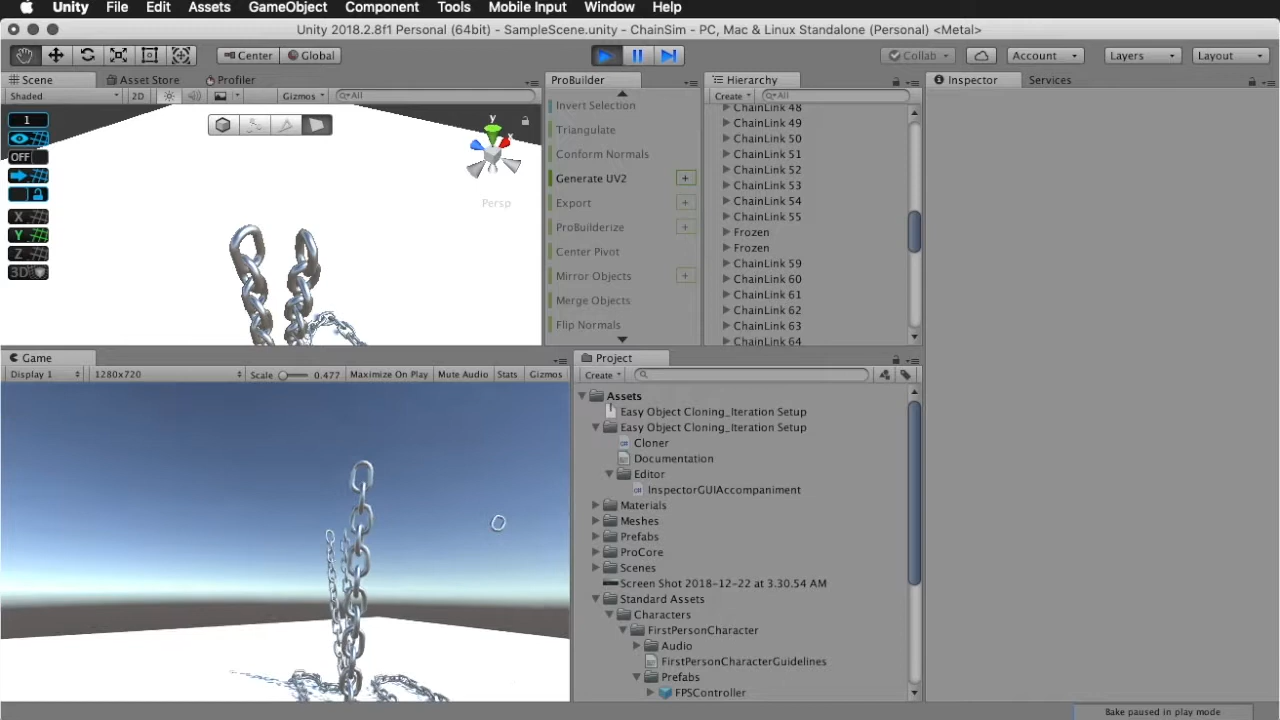 Unity File Edit Assets GameObject Component Tools Mobile Input Window Help
Unity 2018.2.8f1 Personal (64bit) - SampleScene.unity - ChainSim - PC, Mac & Linux Standalone (Personal) <Metal>
Center Global Collab Account Layers Layout
Scene Asset Store Profiler
Shaded 2D Gizmos All
1
OFF
X
Y
Z
3D
y
x
Persp
ProBuilder
Invert Selection
Triangulate
Conform Normals
Generate UV2 +
Export +
ProBuilderize +
Center Pivot
Mirror Objects +
Merge Objects
Flip Normals
Hierarchy
Create All
ChainLink 48
ChainLink 49
ChainLink 50
ChainLink 51
ChainLink 52
ChainLink 53
ChainLink 54
ChainLink 55
Frozen
Frozen
ChainLink 59
ChainLink 60
ChainLink 61
ChainLink 62
ChainLink 63
ChainLink 64
Inspector Services
Game
Display 1 1280x720 Scale 0.477 Maximize On Play Mute Audio Stats Gizmos
Project
Create
Assets
Easy Object Cloning_Iteration Setup
Easy Object Cloning_Iteration Setup
Cloner
Documentation
Editor
InspectorGUIAccompaniment
Materials
Meshes
Prefabs
ProCore
Scenes
Screen Shot 2018-12-22 at 3.30.54 AM
Standard Assets
Characters
FirstPersonCharacter
Audio
FirstPersonCharacterGuidelines
Prefabs
FPSController
Bake paused in play mode